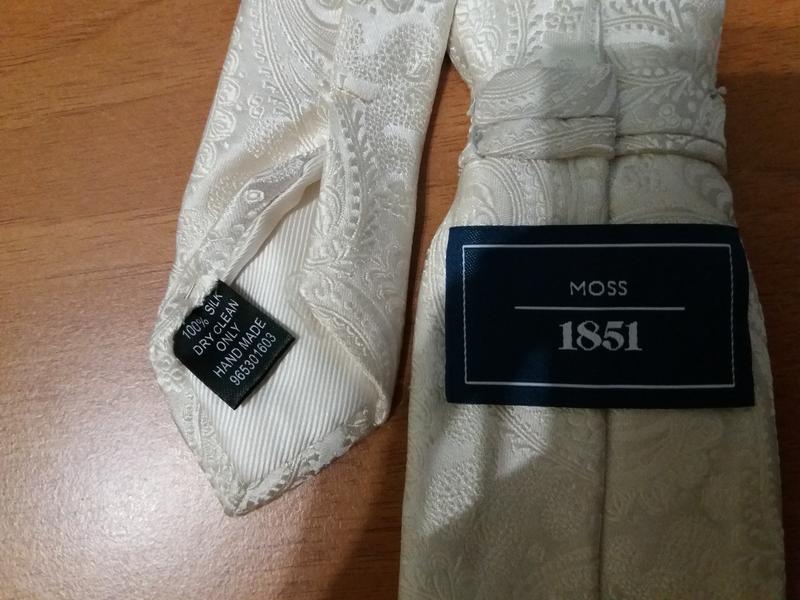 100% SILK
DRY CLEAN
ONLY
HAND MADE
965301603
MOSS
1851